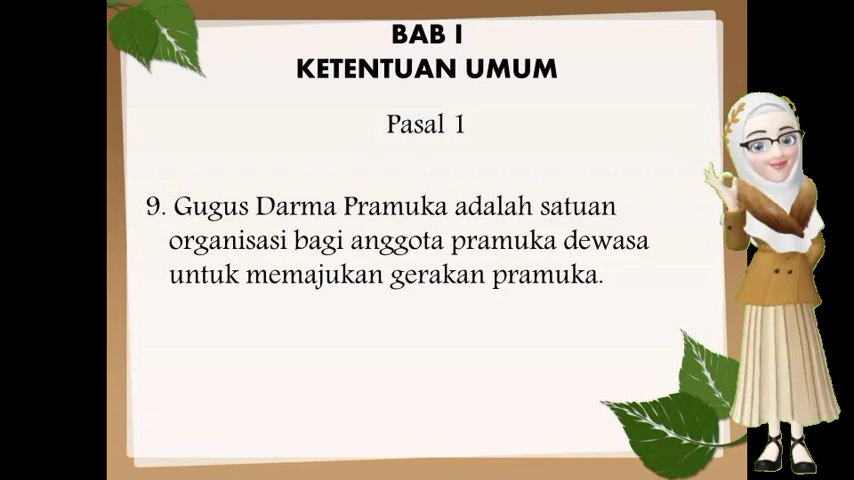 BAB I
KETENTUAN UMUM
Pasal 1
9. Gugus Darma Pramuka adalah satuan
organisasi bagi anggota pramuka dewasa
untuk memajukan gerakan pramuka.